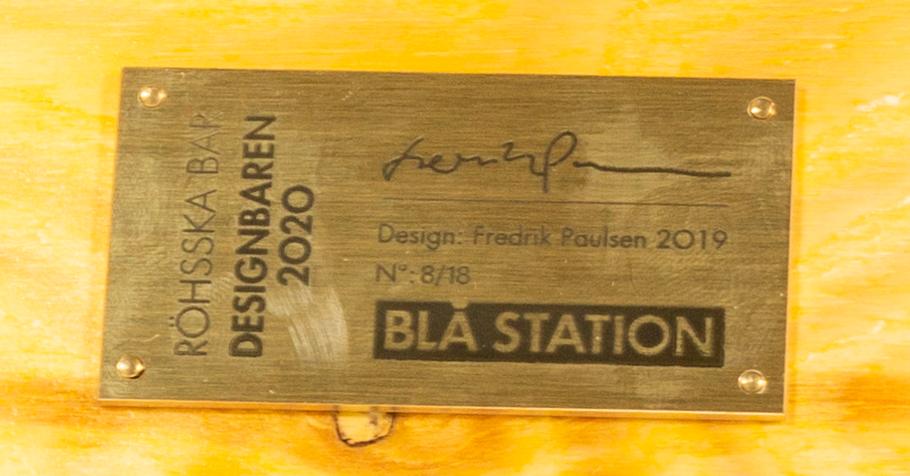 RÖHSSKA BAR
DESIGNBAREN
2020
Design: Fredrik Paulsen 2019
N°: 8/18
BLÅ STATION